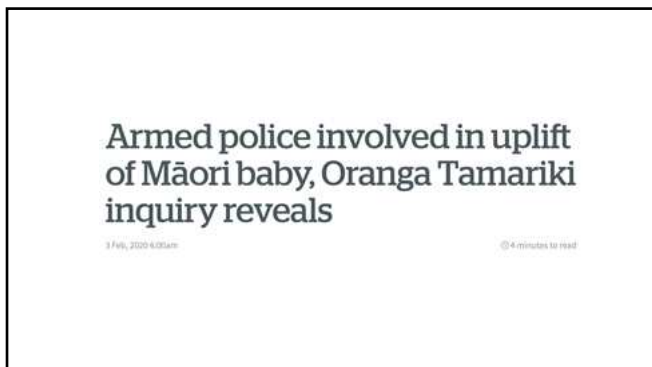 Armed police involved in uplift
of Māori baby, Oranga Tamariki
inquiry reveals
3 Feb, 2020 6:00am
4 minutes to read